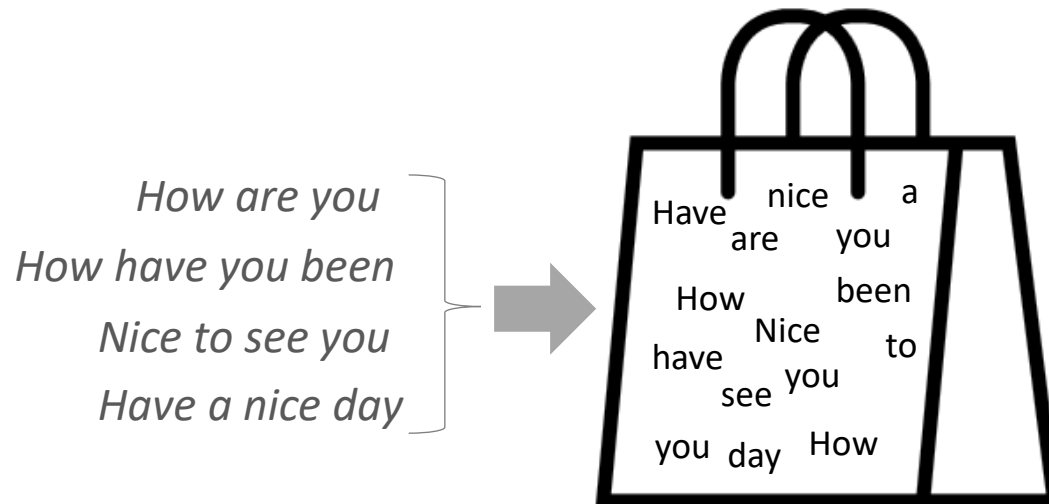 How are you
How have you been
Nice to see you
Have a nice day
Have nice a
are you
How been
Nice
have to
see you
you day How